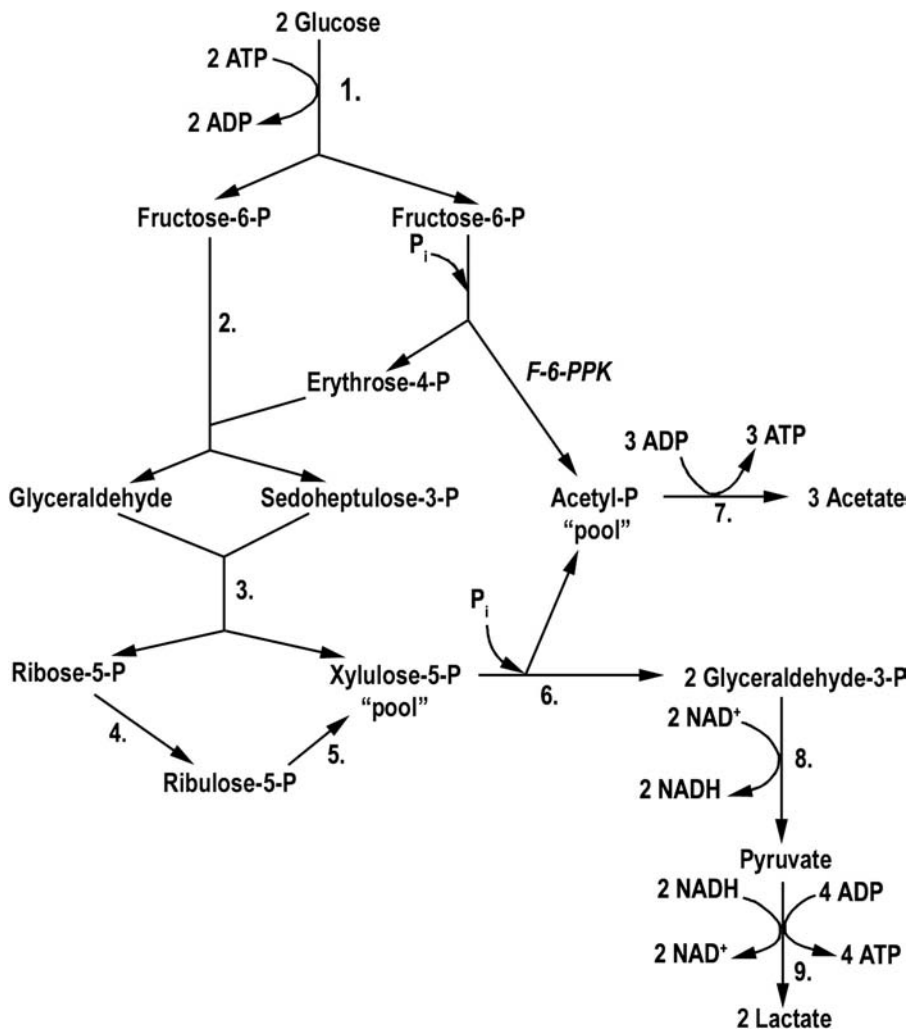 2 Glucose
2 ATP
1.
2 ADP
Fructose-6-P
Fructose-6-P
Pi
2.
F-6-PPK
Erythrose-4-P
3 ADP
3 ATP
Glyceraldehyde
Sedoheptulose-3-P
Acetyl-P
"pool"
7.
3 Acetate
3.
Pi
Ribose-5-P
Xylulose-5-P
"pool"
6.
2 Glyceraldehyde-3-P
4.
5.
Ribulose-5-P
2 NAD+
8.
2 NADH
Pyruvate
2 NADH
4 ADP
2 NAD+
4 ATP
9.
2 Lactate